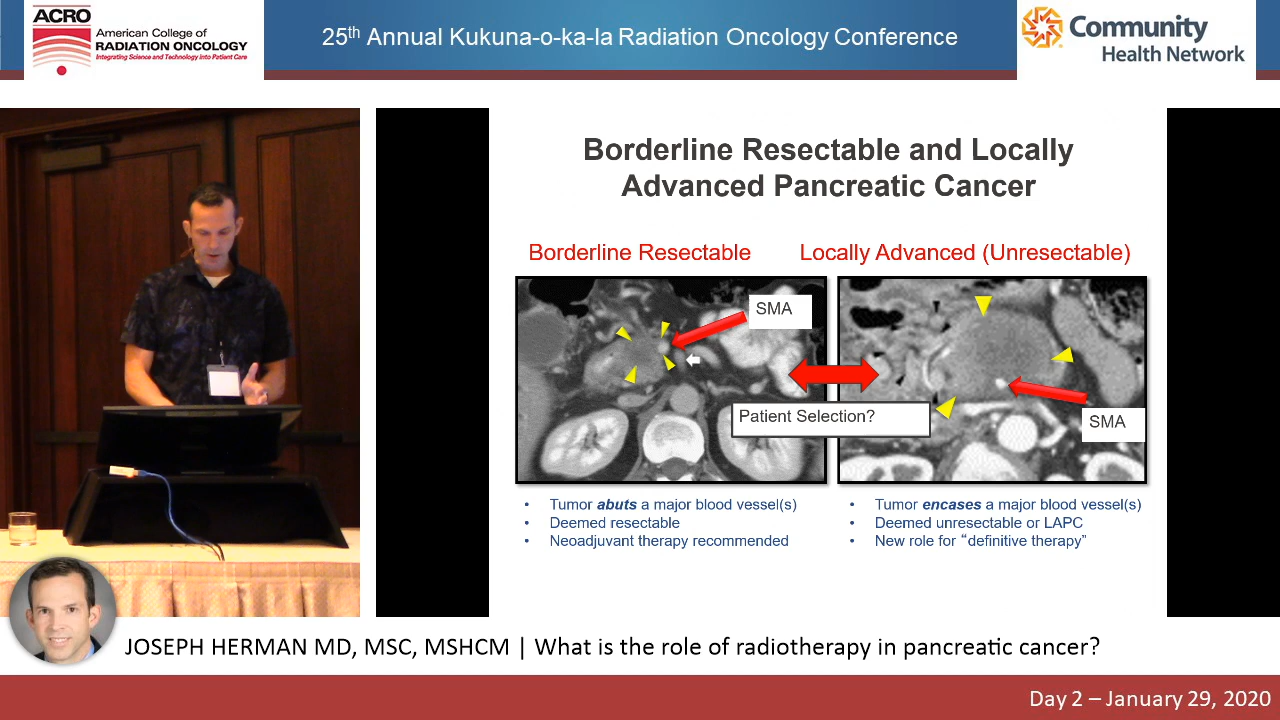 ACRO
American College of
RADIATION ONCOLOGY
Integrating Science and Technology Into Patient Care
25th Annual Kukuna-o-ka-la Radiation Oncology Conference
Community
Health Network
Borderline Resectable and Locally
Advanced Pancreatic Cancer
Borderline Resectable
Locally Advanced (Unresectable)
SMA
Patient Selection?
SMA
• Tumor abuts a major blood vessel(s)
• Deemed resectable
• Neoadjuvant therapy recommended
• Tumor encases a major blood vessel(s)
• Deemed unresectable or LAPC
• New role for “definitive therapy”
JOSEPH HERMAN MD, MSC, MSHCM | What is the role of radiotherapy in pancreatic cancer?
Day 2 – January 29, 2020